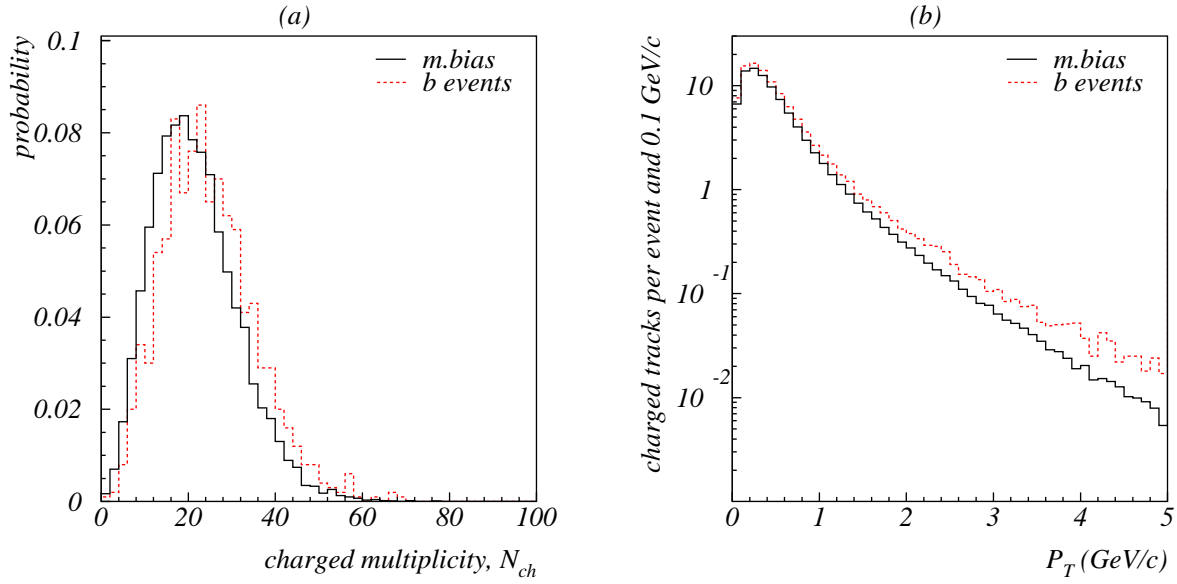 (a)
probability
0.1
0.08
0.06
0.04
0.02
0
m.bias
b events
0 20 40 60 80 100
charged multiplicity, N_ch
(b)
charged tracks per event and 0.1 GeV/c
10
1
10^-1
10^-2
m.bias
b events
0 1 2 3 4 5
P_T (GeV/c)